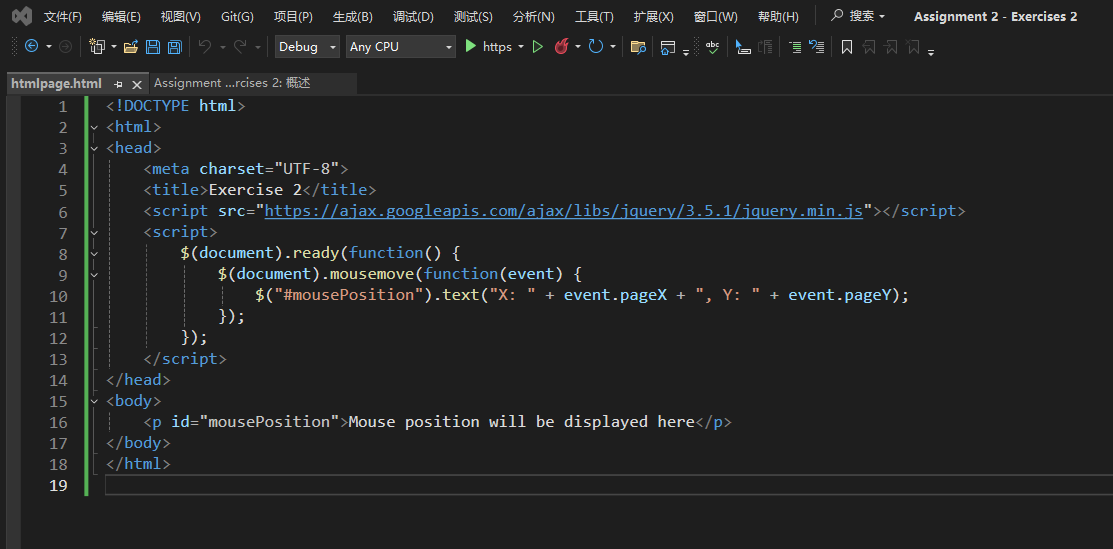 文件(F) 编辑(E) 视图(V) Git(G) 项目(P) 生成(B) 调试(D) 测试(S) 分析(N) 工具(T) 扩展(X) 窗口(W) 帮助(H) 搜索 Assignment 2 - Exercises 2
Debug Any CPU https abc
htmlpage.html Assignment ...rcises 2: 概述
1 <!DOCTYPE html>
2 <html>
3 <head>
4 <meta charset="UTF-8">
5 <title>Exercise 2</title>
6 <script src="https://ajax.googleapis.com/ajax/libs/jquery/3.5.1/jquery.min.js"></script>
7 <script>
8 $(document).ready(function() {
9 $(document).mousemove(function(event) {
10 $("#mousePosition").text("X: " + event.pageX + ", Y: " + event.pageY);
11 });
12 });
13 </script>
14 </head>
15 <body>
16 <p id="mousePosition">Mouse position will be displayed here</p>
17 </body>
18 </html>
19